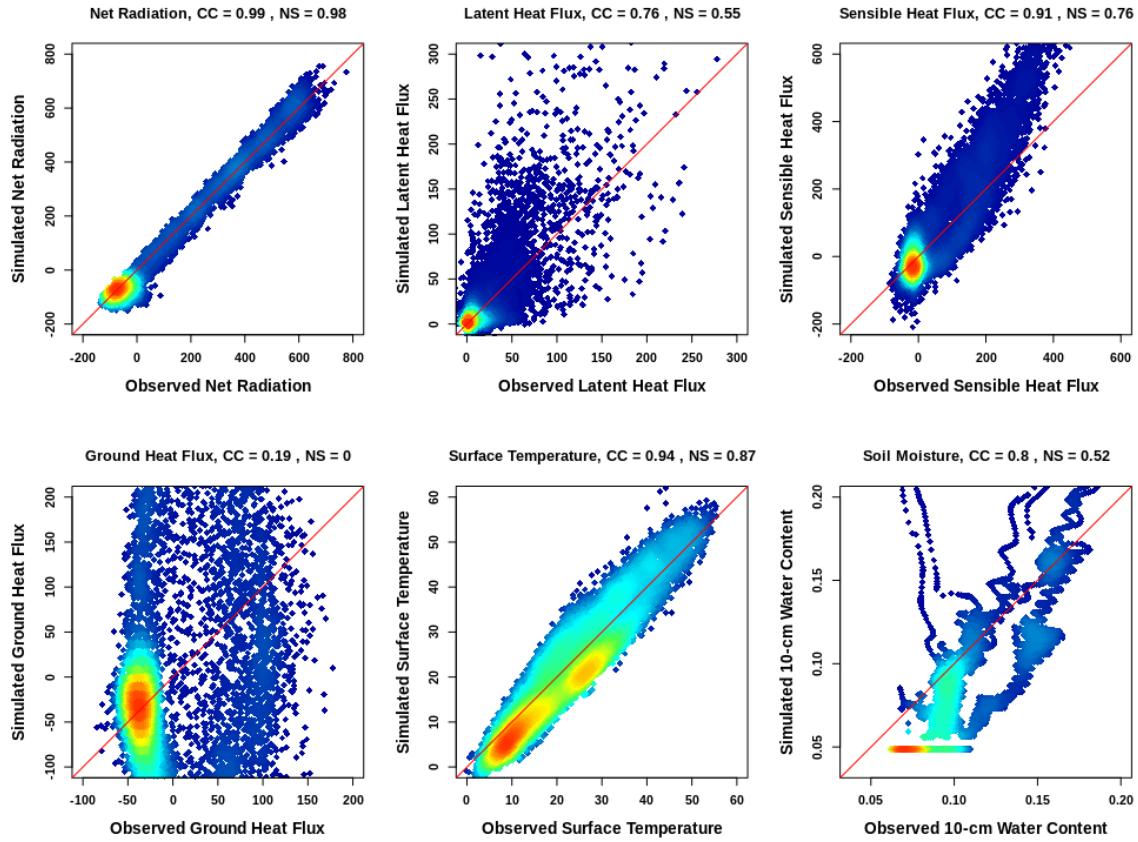 Net Radiation, CC = 0.99 , NS = 0.98
Latent Heat Flux, CC = 0.76 , NS = 0.55
Sensible Heat Flux, CC = 0.91 , NS = 0.76
Simulated Net Radiation
800
600
400
200
0
-200
-200 0 200 400 600 800
Observed Net Radiation
Simulated Latent Heat Flux
300
250
200
150
100
50
0
0 50 100 150 200 250 300
Observed Latent Heat Flux
Simulated Sensible Heat Flux
600
400
200
0
-200
-200 0 200 400 600
Observed Sensible Heat Flux
Ground Heat Flux, CC = 0.19 , NS = 0
Surface Temperature, CC = 0.94 , NS = 0.87
Soil Moisture, CC = 0.8 , NS = 0.52
Simulated Ground Heat Flux
200
150
100
50
0
-50
-100
-100 -50 0 50 100 150 200
Observed Ground Heat Flux
Simulated Surface Temperature
60
50
40
30
20
10
0
0 10 20 30 40 50 60
Observed Surface Temperature
Simulated 10-cm Water Content
0.20
0.15
0.10
0.05
0.05 0.10 0.15 0.20
Observed 10-cm Water Content